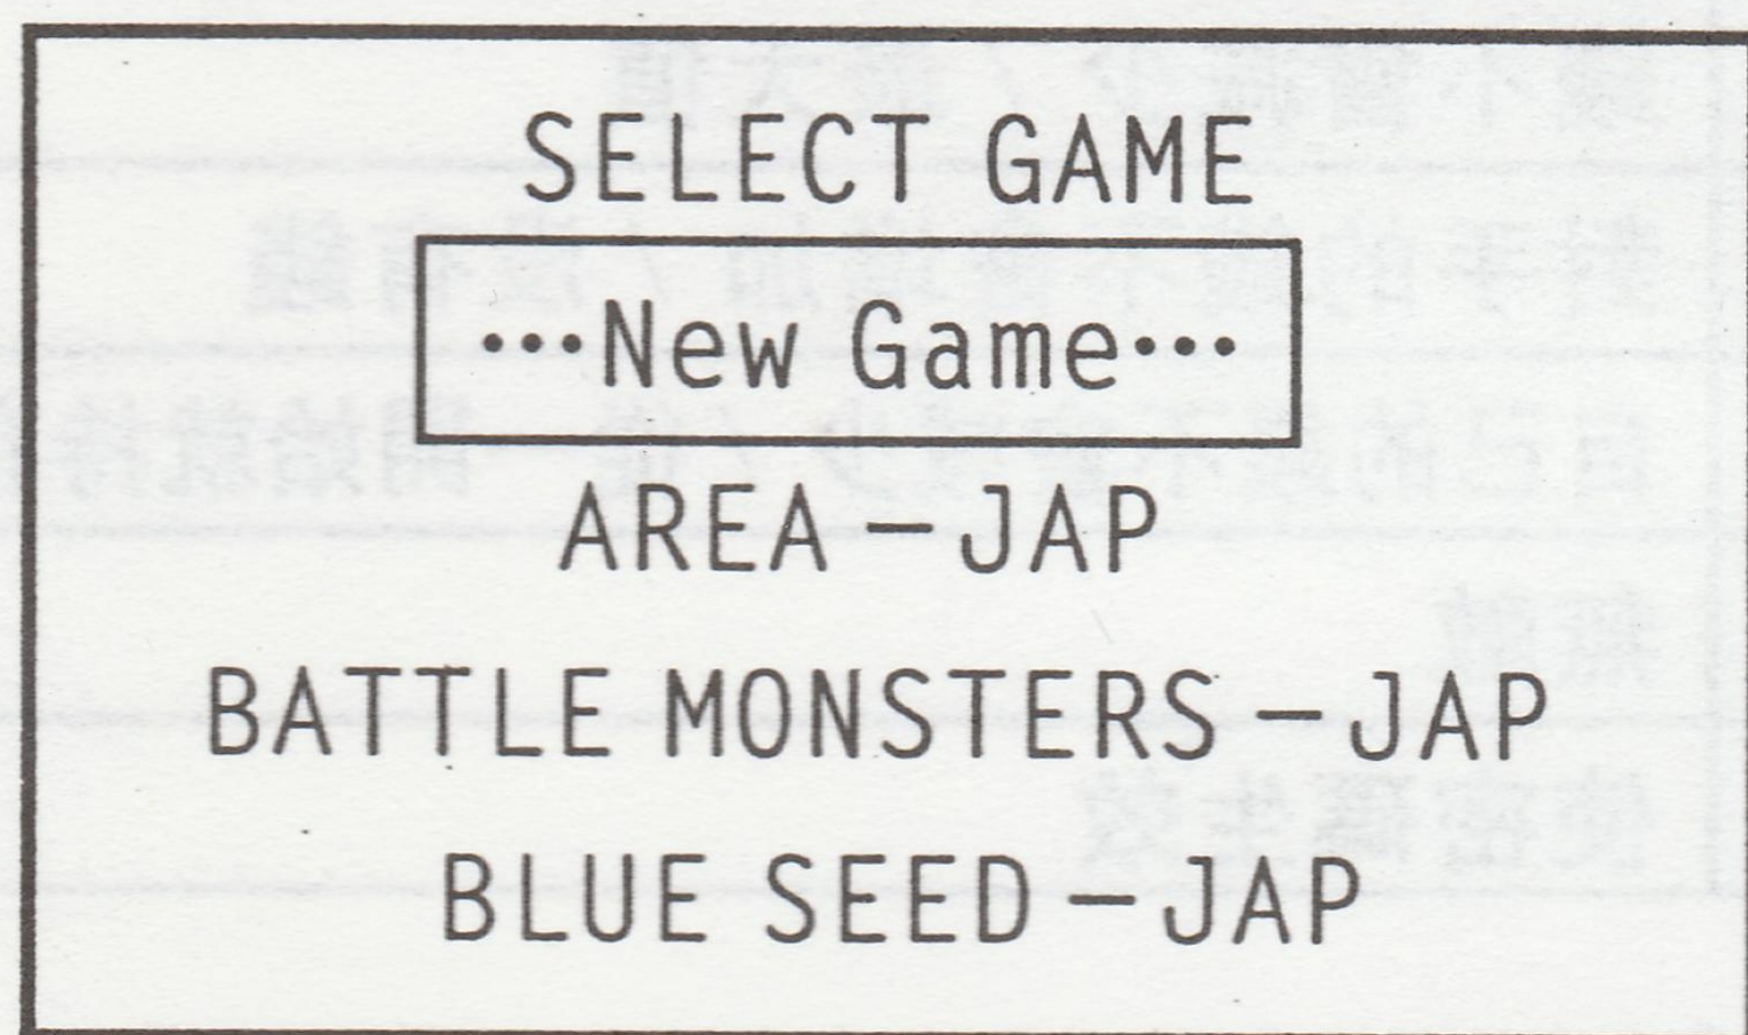 SELECT GAME
···New Game···
AREA—JAP
BATTLE MONSTERS—JAP
BLUE SEED—JAP